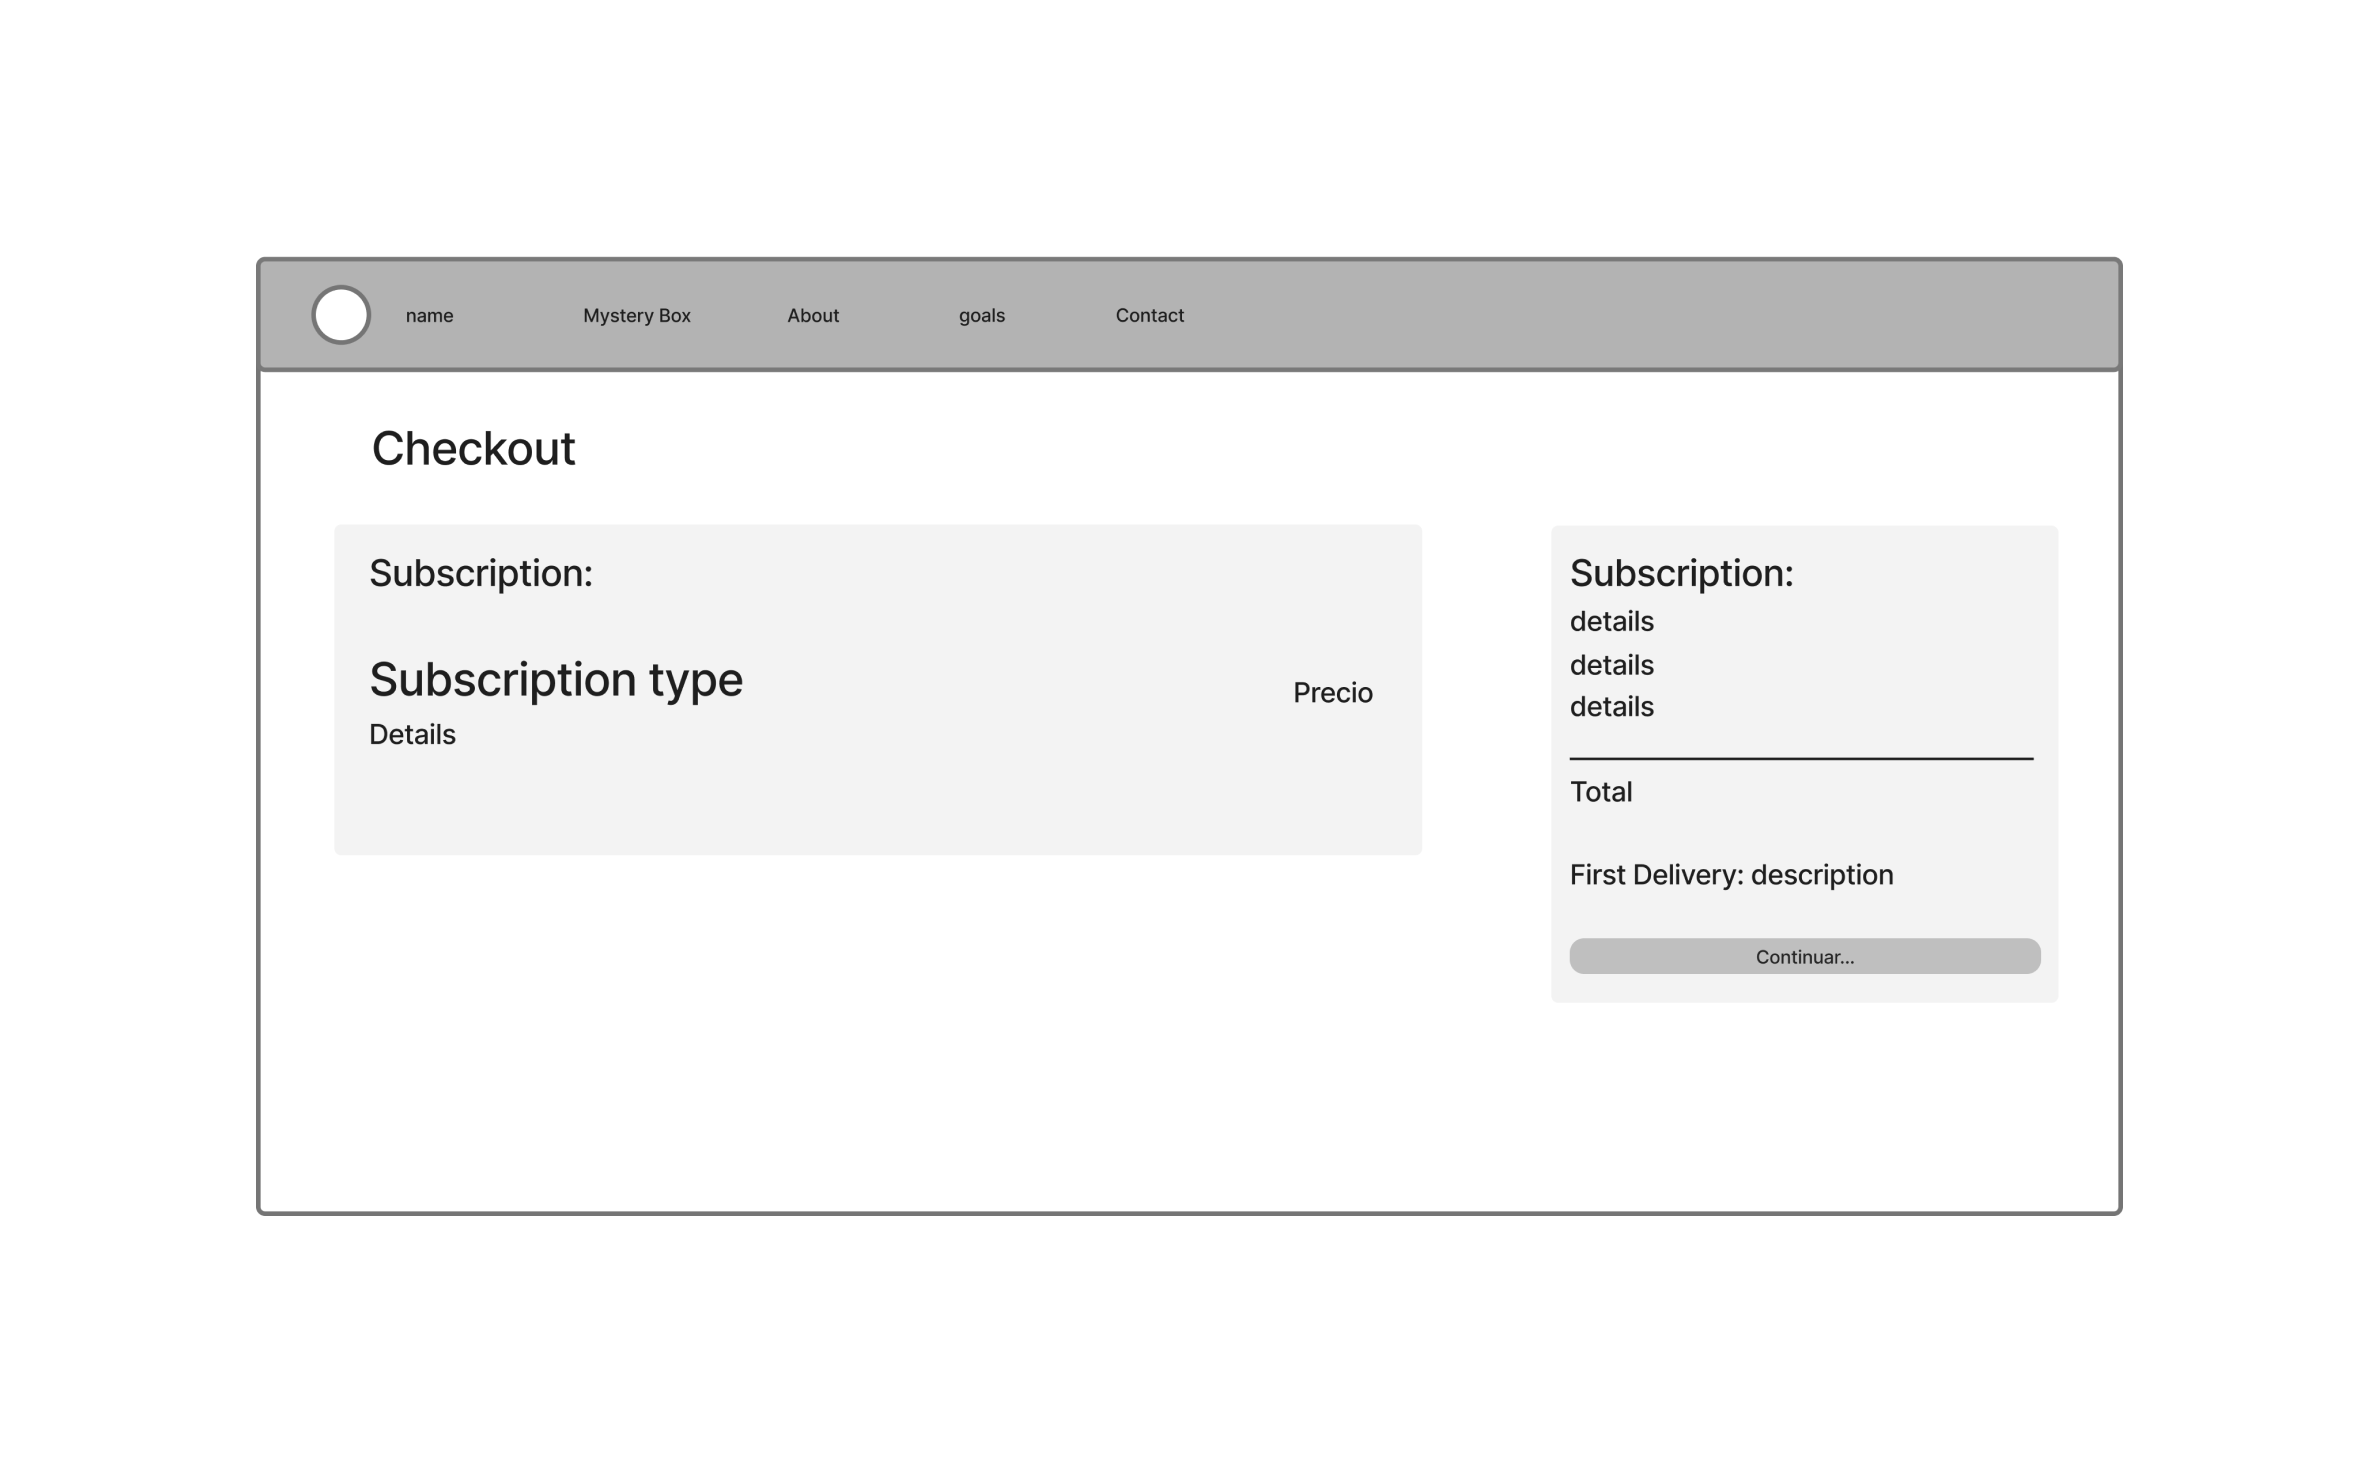 name
Mystery Box
About
goals
Contact
Checkout
Subscription:
Subscription type
Precio
Details
Subscription:
details
details
details
Total
First Delivery: description
Continuar...